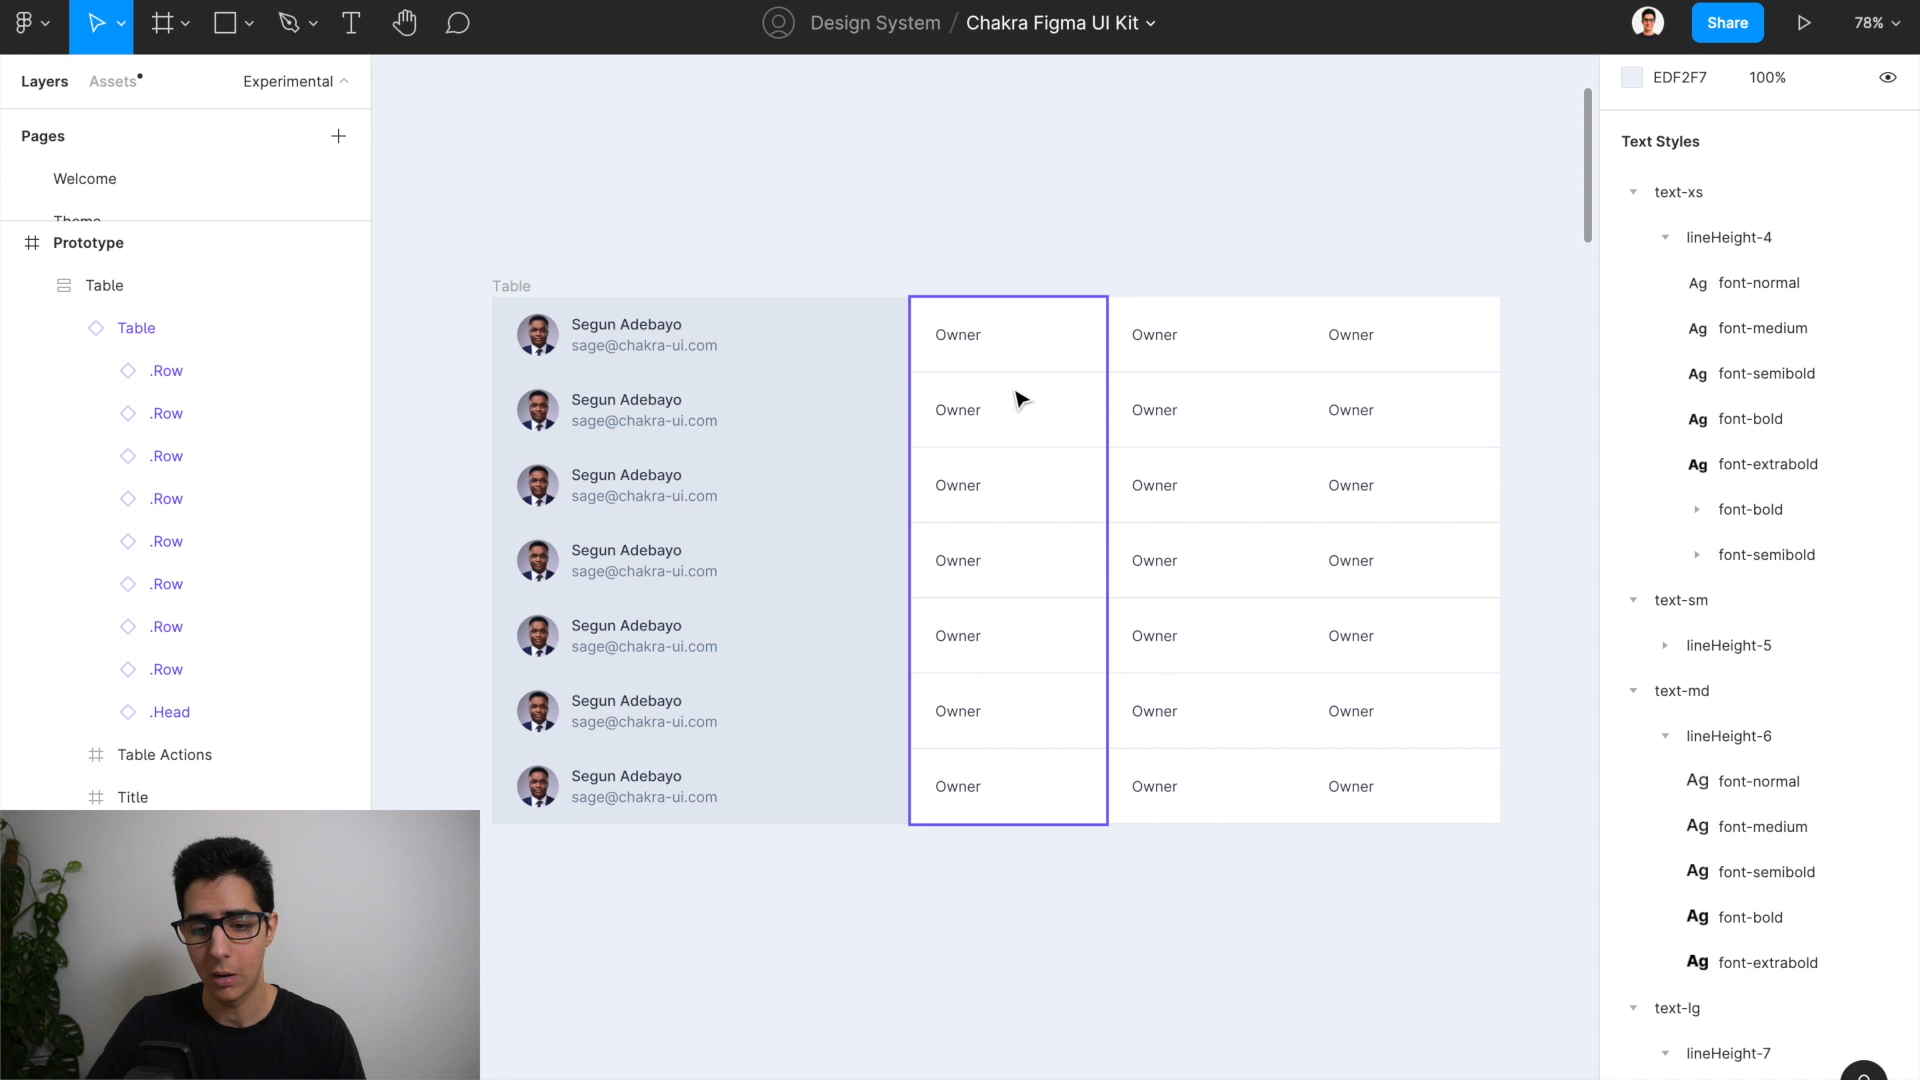 Design System / Chakra Figma UI Kit
Share
78%
Layers
Assets
Experimental
Pages
Welcome
Theme
Prototype
Table
Table
.Row
.Row
.Row
.Row
.Row
.Row
.Row
.Row
.Head
Table Actions
Title
Table
Segun Adebayo
sage@chakra-ui.com
Owner
Owner
Owner
Segun Adebayo
sage@chakra-ui.com
Owner
Owner
Owner
Segun Adebayo
sage@chakra-ui.com
Owner
Owner
Owner
Segun Adebayo
sage@chakra-ui.com
Owner
Owner
Owner
Segun Adebayo
sage@chakra-ui.com
Owner
Owner
Owner
Segun Adebayo
sage@chakra-ui.com
Owner
Owner
Owner
Segun Adebayo
sage@chakra-ui.com
Owner
Owner
Owner
EDF2F7
100%
Text Styles
text-xs
lineHeight-4
Ag font-normal
Ag font-medium
Ag font-semibold
Ag font-bold
Ag font-extrabold
font-bold
font-semibold
text-sm
lineHeight-5
text-md
lineHeight-6
Ag font-normal
Ag font-medium
Ag font-semibold
Ag font-bold
Ag font-extrabold
text-lg
lineHeight-7